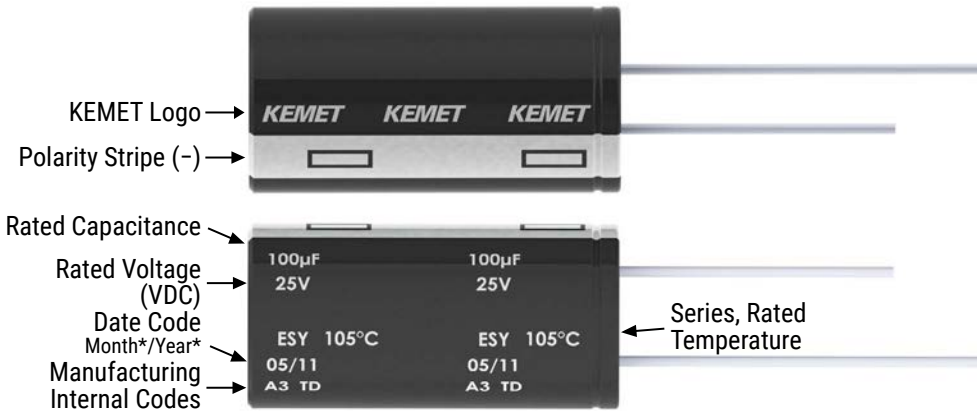 KEMET Logo
KEMET KEMET KEMET
Polarity Stripe (−)
Rated Capacitance
100µF 100µF
Rated Voltage
(VDC)
25V 25V
Date Code
Month*/Year*
ESY 105°C ESY 105°C
Series, Rated
Temperature
05/11 05/11
Manufacturing
Internal Codes
A3 TD A3 TD